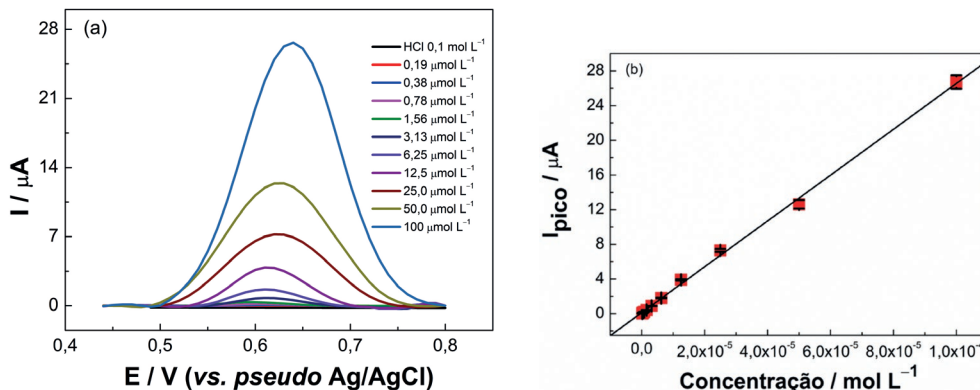 (a)
I / μA
28
21
14
7
0
0,4
0,5
0,6
0,7
0,8
E / V (vs. pseudo Ag/AgCl)
HCl 0,1 mol L⁻¹
0,19 μmol L⁻¹
0,38 μmol L⁻¹
0,78 μmol L⁻¹
1,56 μmol L⁻¹
3,13 μmol L⁻¹
6,25 μmol L⁻¹
12,5 μmol L⁻¹
25,0 μmol L⁻¹
50,0 μmol L⁻¹
100 μmol L⁻¹
(b)
Ipico / μA
28
24
20
16
12
8
4
0
0,0
2,0x10⁻⁵
4,0x10⁻⁵
6,0x10⁻⁵
8,0x10⁻⁵
1,0x10⁻
Concentração / mol L⁻¹